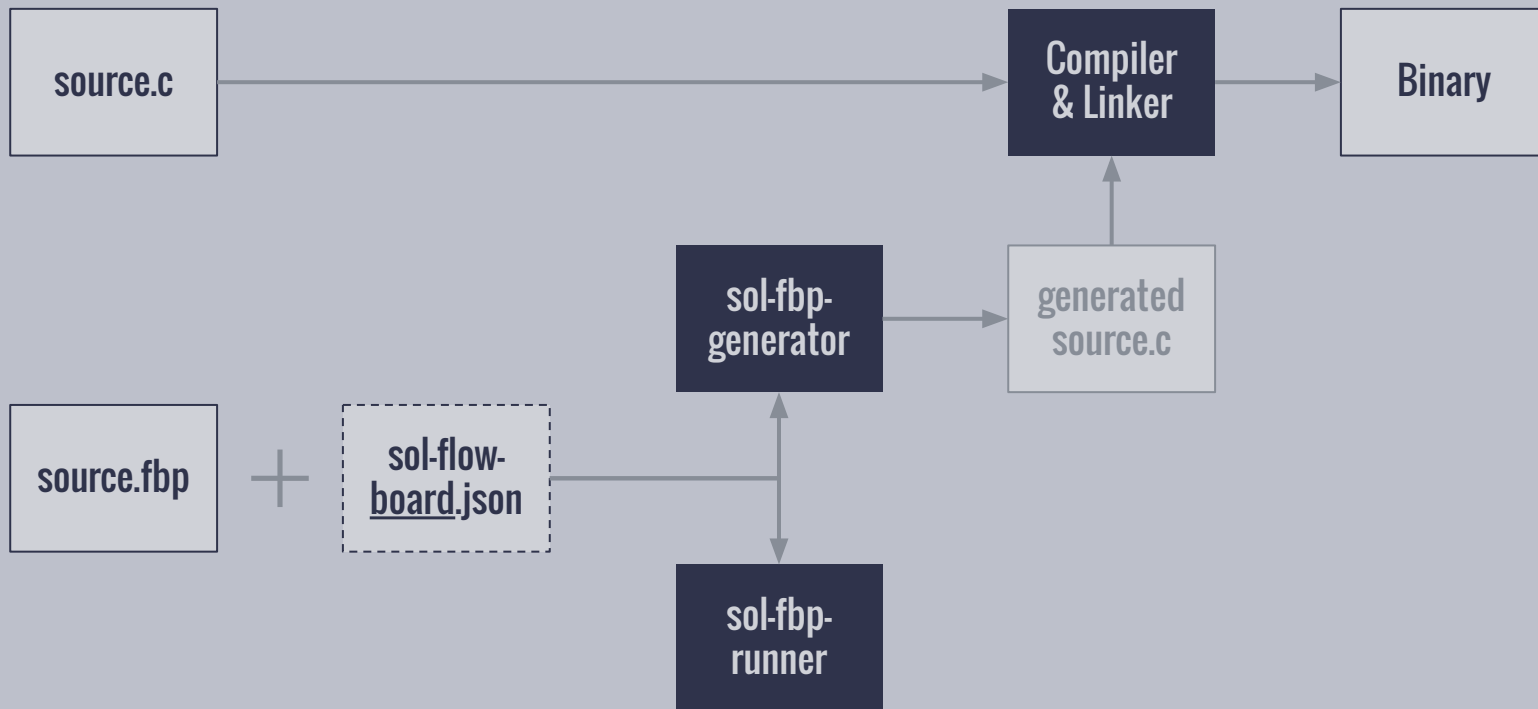 source.c
Compiler
& Linker
Binary
sol-fbp-
generator
generated
source.c
source.fbp
sol-flow-
board.json
sol-fbp-
runner